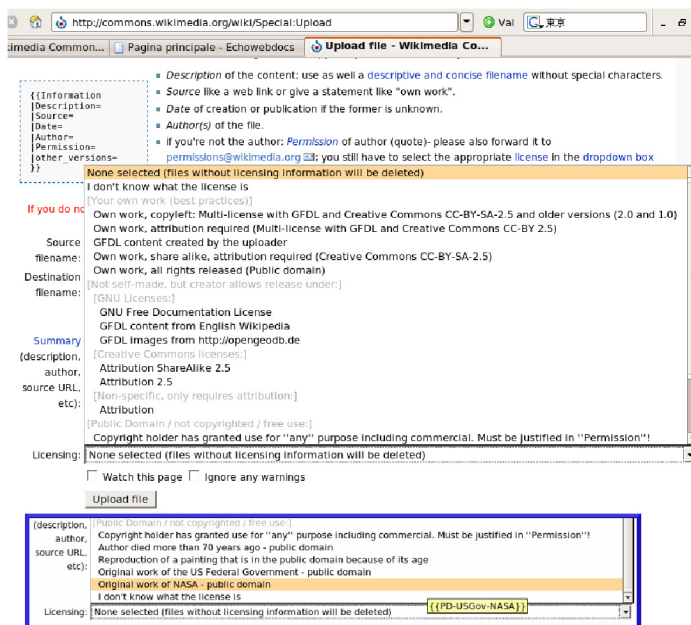 http://commons.wikimedia.org/wiki/Special:Upload
Vai
東京
kimedia Common...
Pagina principale - Echowebdocs
Upload file - Wikimedia Co...
Description of the content; use as well a descriptive and concise filename without special characters.
Source like a web link or give a statement like "own work".
Date of creation or publication if the former is unknown.
Author(s) of the file.
if you're not the author: Permission of author (quote)- please also forward it to
permissions@wikimedia.org; you still have to select the appropriate license in the dropdown box
{{Information
|Description=
|Source=
|Date=
|Author=
|Permission=
|other_versions=
}}
None selected (files without licensing information will be deleted)
I don't know what the license is
[Your own work (best practices)]
Own work, copyleft: Multi-license with GFDL and Creative Commons CC-BY-SA-2.5 and older versions (2.0 and 1.0)
Own work, attribution required (Multi-license with GFDL and Creative Commons CC-BY 2.5)
GFDL content created by the uploader
Own work, share alike, attribution required (Creative Commons CC-BY-SA-2.5)
Own work, all rights released (Public domain)
[Not self-made, but creator allows release under:]
[GNU Licenses:]
GNU Free Documentation License
GFDL content from English Wikipedia
GFDL images from http://opengeodb.de
[Creative Commons licenses:]
Attribution ShareAlike 2.5
Attribution 2.5
[Non-specific, only requires attribution:]
Attribution
[Public Domain / not copyrighted / free use:]
Copyright holder has granted use for ''any'' purpose including commercial. Must be justified in ''Permission''!
If you do no
Source
filename:
Destination
filename:
Summary
(description,
author,
source URL,
etc):
Licensing: None selected (files without licensing information will be deleted)
Watch this page Ignore any warnings
Upload file
(description,
author,
source URL,
etc):
[Public Domain / not copyrighted / free use:]
Copyright holder has granted use for ''any'' purpose including commercial. Must be justified in ''Permission''!
Author died more than 70 years ago - public domain
Reproduction of a painting that is in the public domain because of its age
Original work of the US Federal Government - public domain
Original work of NASA - public domain
I don't know what the license is
{{PD-USGov-NASA}}
Licensing: None selected (files without licensing information will be deleted)